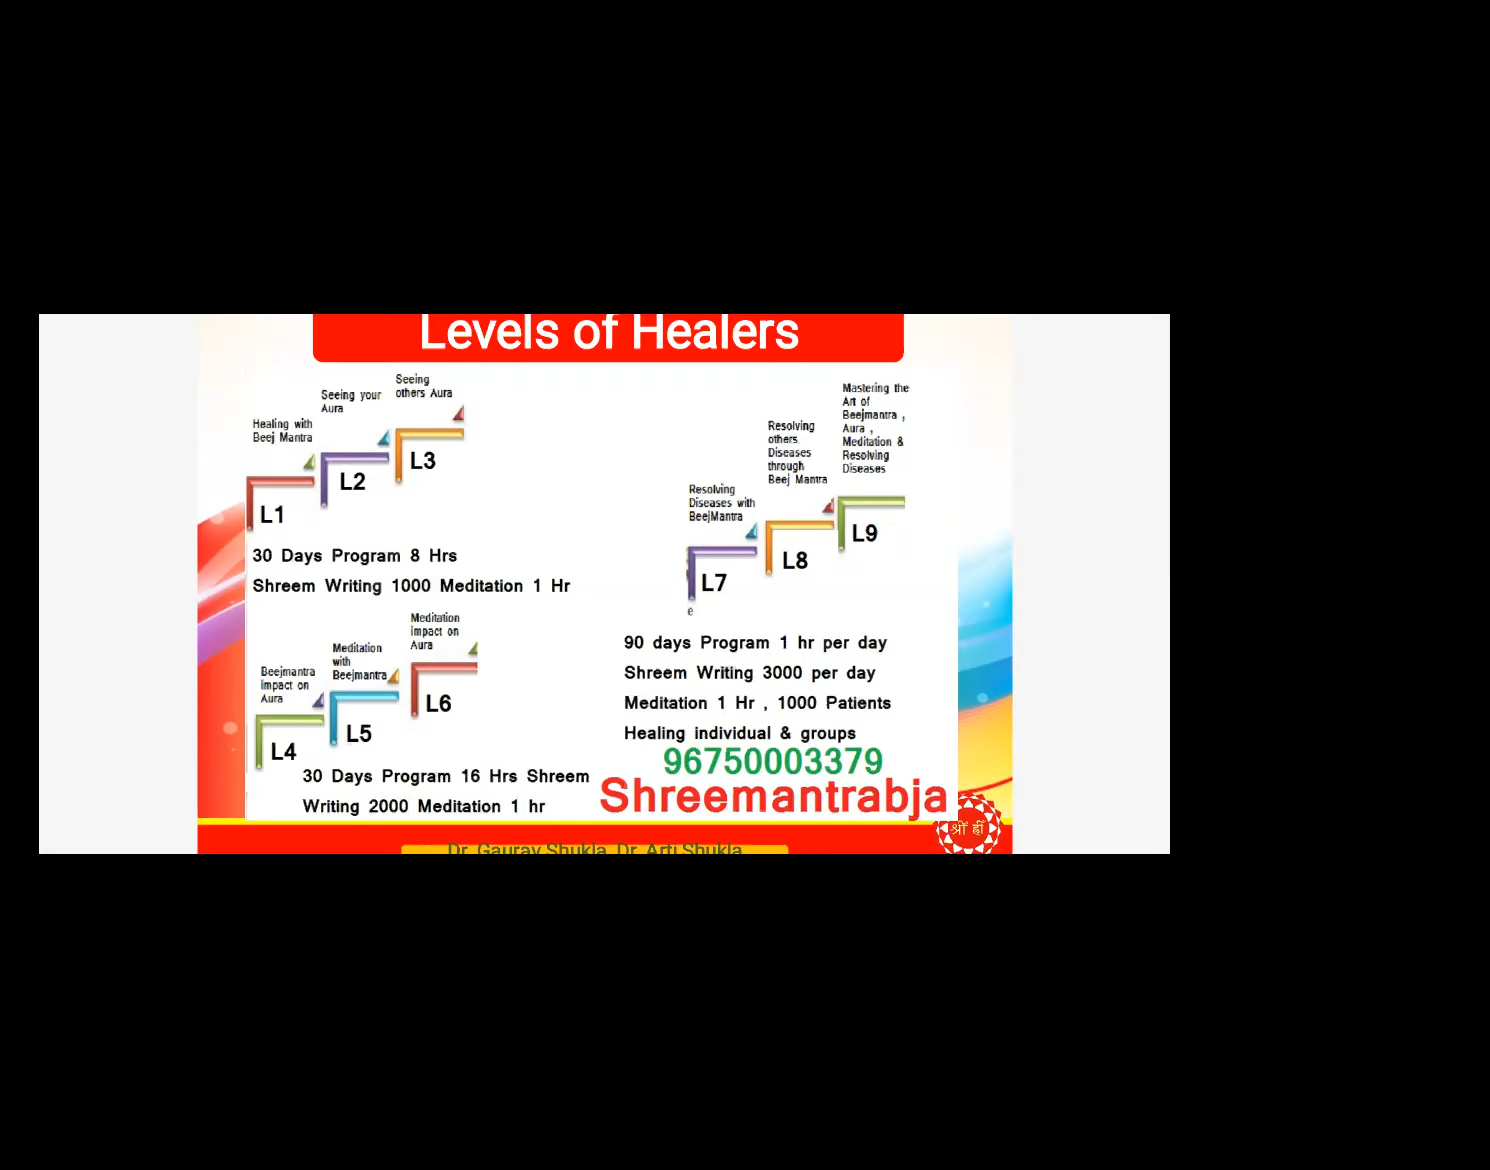 Levels of Healers
Healing with
Beej Mantra
L1
Seeing your
Aura
L2
Seeing
others Aura
L3
30 Days Program 8 Hrs
Shreem Writing 1000 Meditation 1 Hr
Beejmantra
impact on
Aura
L4
Meditation
with
Beejmantra
L5
Meditation
impact on
Aura
L6
30 Days Program 16 Hrs Shreem
Writing 2000 Meditation 1 hr
Resolving
Diseases with
BeejMantra
L7
e
Resolving
others
Diseases
through
Beej Mantra
L8
Mastering the
Art of
Beejmantra ,
Aura ,
Meditation &
Resolving
Diseases
L9
90 days Program 1 hr per day
Shreem Writing 3000 per day
Meditation 1 Hr , 1000 Patients
Healing individual & groups
96750003379
Shreemantrabja
श्रीं ह्रीं
Dr. Gaurav Shukla, Dr. Arti Shukla